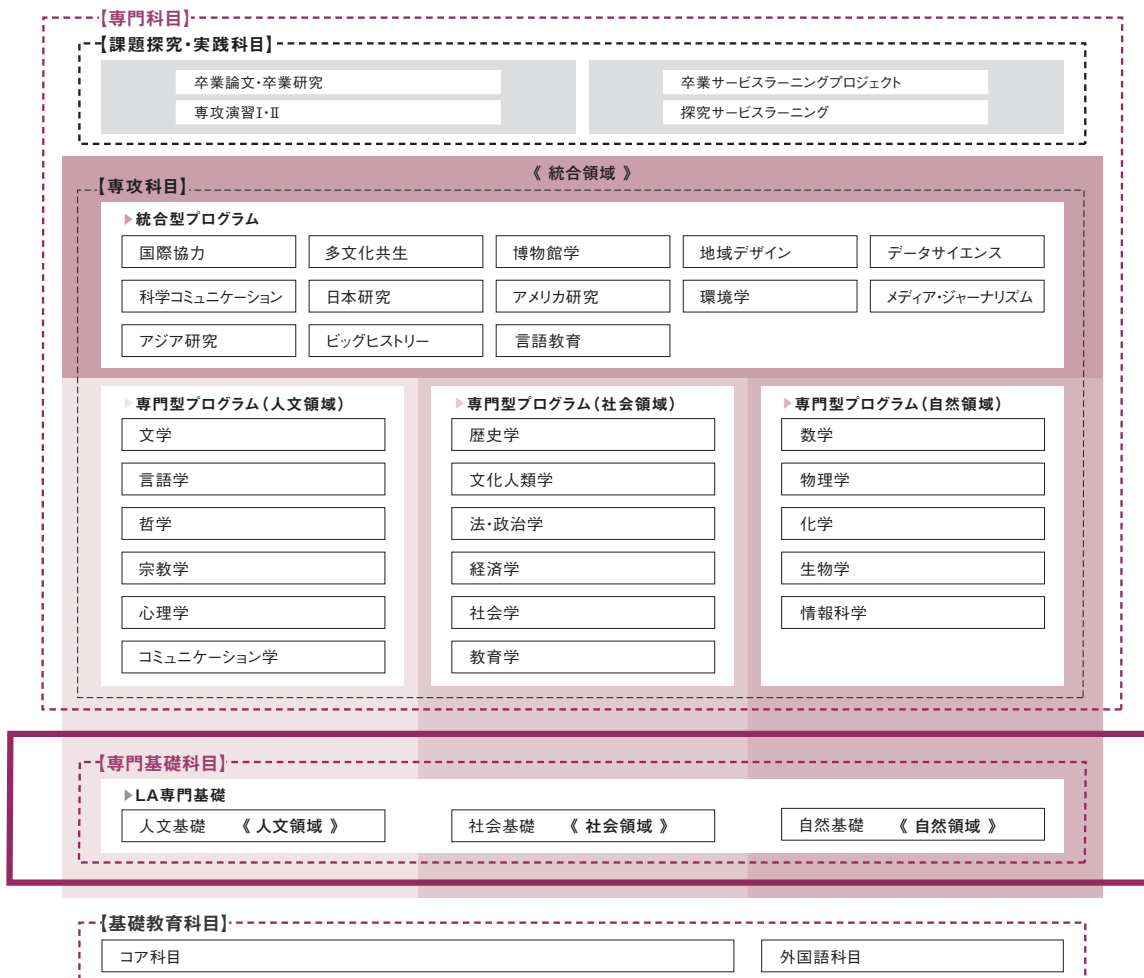 【専門科目】
【課題探究・実践科目】
卒業論文・卒業研究
専攻演習Ⅰ・Ⅱ
卒業サービスラーニングプロジェクト
探究サービスラーニング
《 統合領域 》
【専攻科目】
▶統合型プログラム
国際協力
多文化共生
博物館学
地域デザイン
データサイエンス
科学コミュニケーション
日本研究
アメリカ研究
環境学
メディア・ジャーナリズム
アジア研究
ビッグヒストリー
言語教育
▶専門型プログラム(人文領域)
文学
言語学
哲学
宗教学
心理学
コミュニケーション学
▶専門型プログラム(社会領域)
歴史学
文化人類学
法・政治学
経済学
社会学
教育学
▶専門型プログラム(自然領域)
数学
物理学
化学
生物学
情報科学
【専門基礎科目】
▶LA専門基礎
人文基礎 《 人文領域 》
社会基礎 《 社会領域 》
自然基礎 《 自然領域 》
【基礎教育科目】
コア科目
外国語科目